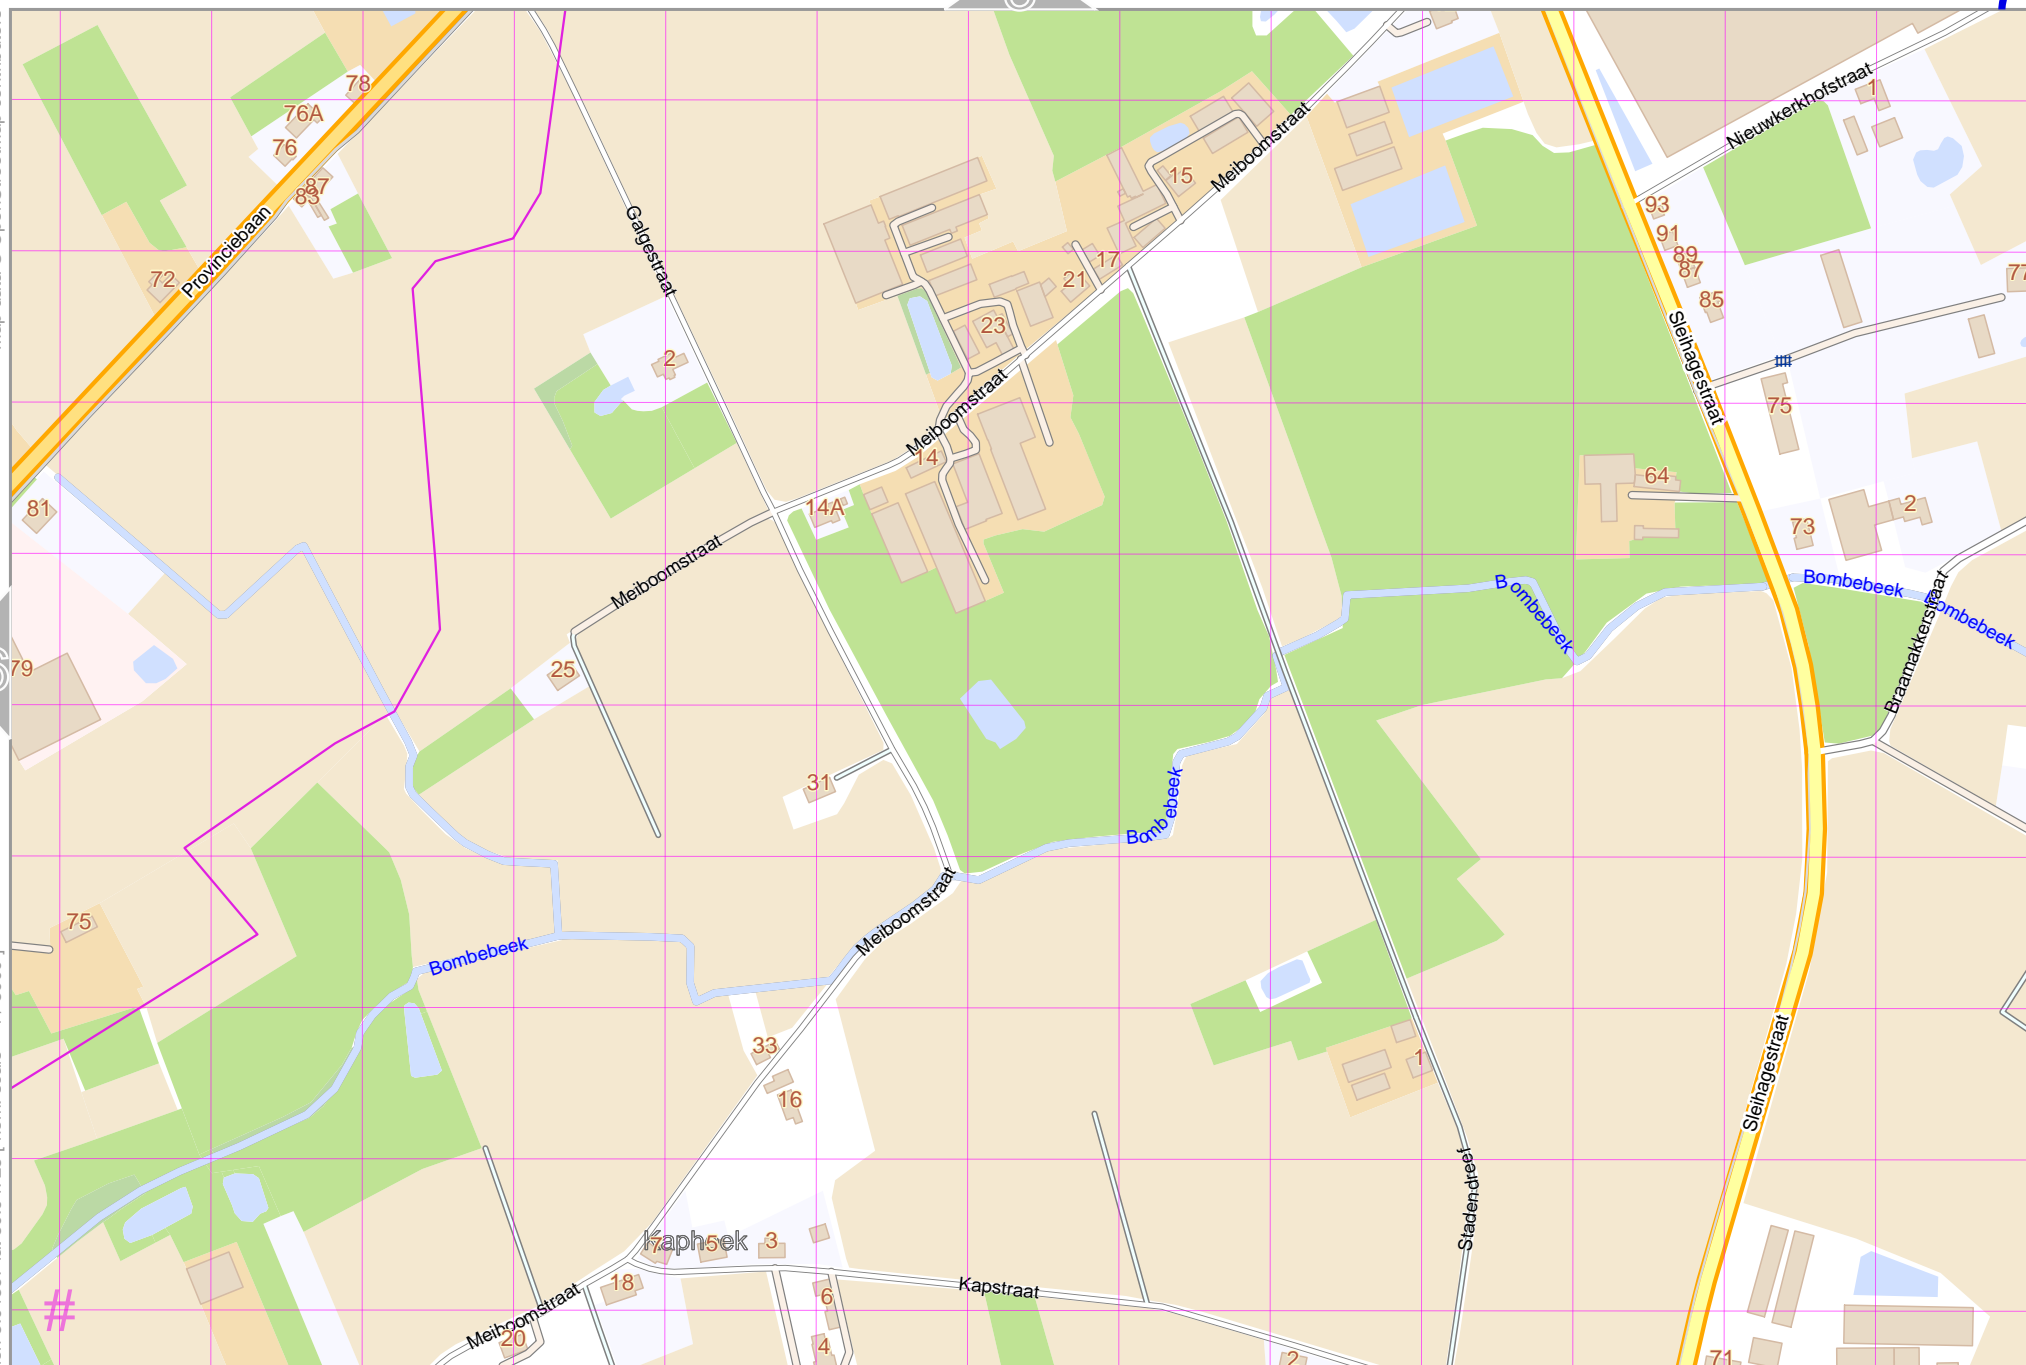 78
76A
76
87
83
72
Provinciebaan
Galgestraat
2
Meiboomstraat
15
17
21
23
Meiboomstraat
14
14A
Meiboomstraat
Nieuwkerkhofstraat
1
93
91
89
87
85
77
Sleihagestraat
75
64
73
2
81
79
25
31
Bombebeek
Bombebeek
Bombebeek
Braamakkerstraat
Bombebeek
Meiboomstraat
75
Bombebeek
33
16
1
Sleihagestraat
Stadendreef
Kaphoek
7
5
3
18
6
Kapstraat
Meiboomstraat
20
4
2
71
#